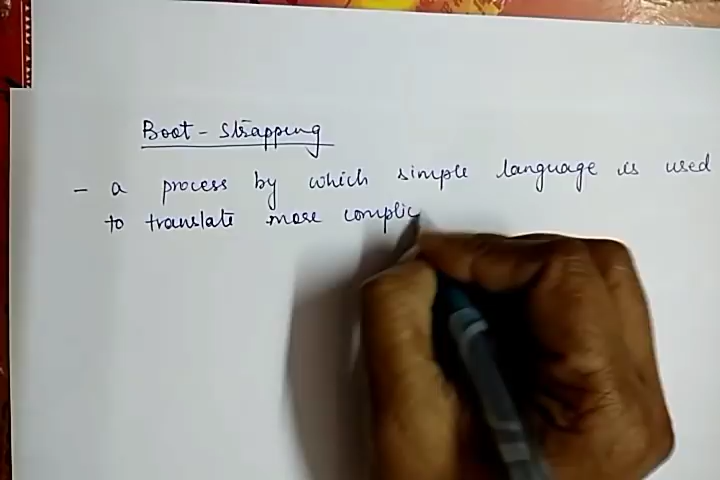 Boot-strapping
- a process by which simple language is used
to translate more complic